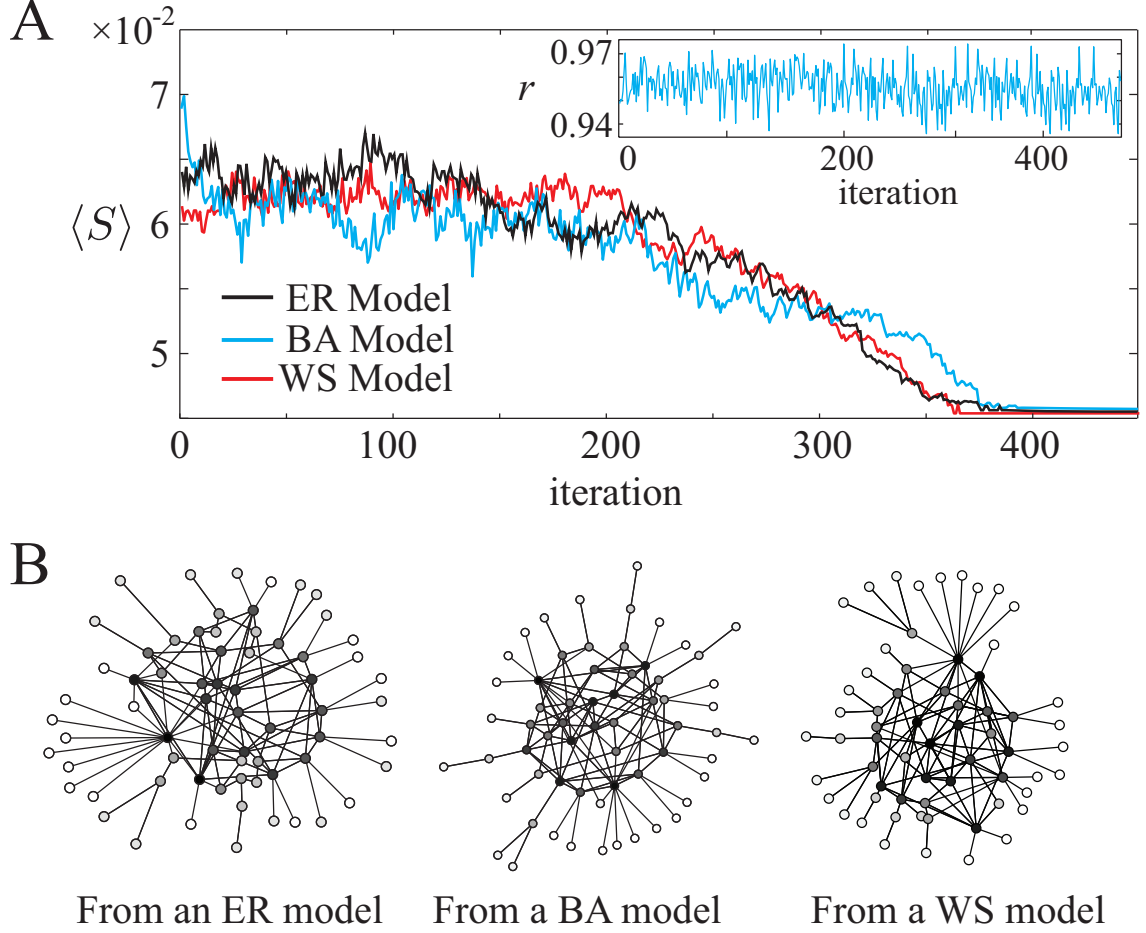 A
×10⁻²
7
6
5
⟨S⟩
0 100 200 300 400
iteration
ER Model
BA Model
WS Model
r
0.97
0.94
0 200 400
iteration
B
From an ER model
From a BA model
From a WS model